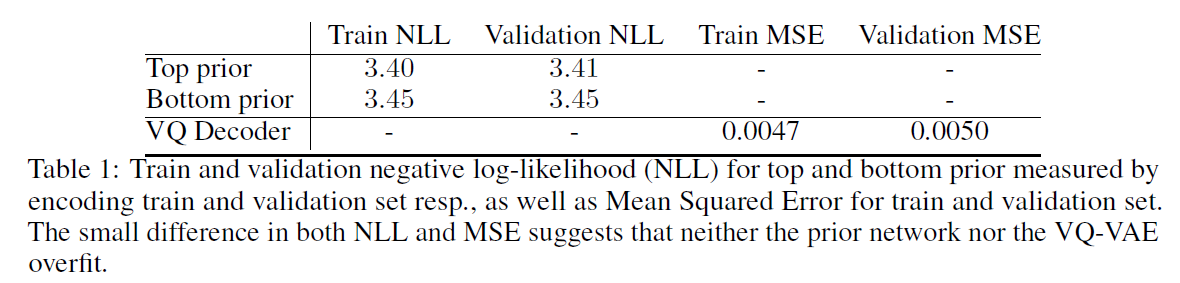 Train NLL Validation NLL Train MSE Validation MSE
Top prior 3.40 3.41 - -
Bottom prior 3.45 3.45 - -
VQ Decoder - - 0.0047 0.0050
Table 1: Train and validation negative log-likelihood (NLL) for top and bottom prior measured by
encoding train and validation set resp., as well as Mean Squared Error for train and validation set.
The small difference in both NLL and MSE suggests that neither the prior network nor the VQ-VAE
overfit.